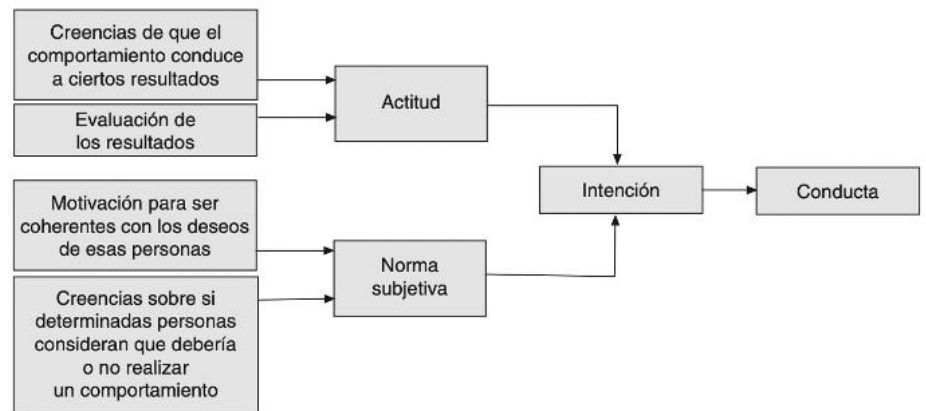 Creencias de que el
comportamiento conduce
a ciertos resultados
Evaluación de
los resultados
Actitud
Motivación para ser
coherentes con los deseos
de esas personas
Creencias sobre si
determinadas personas
consideran que debería
o no realizar
un comportamiento
Norma
subjetiva
Intención
Conducta